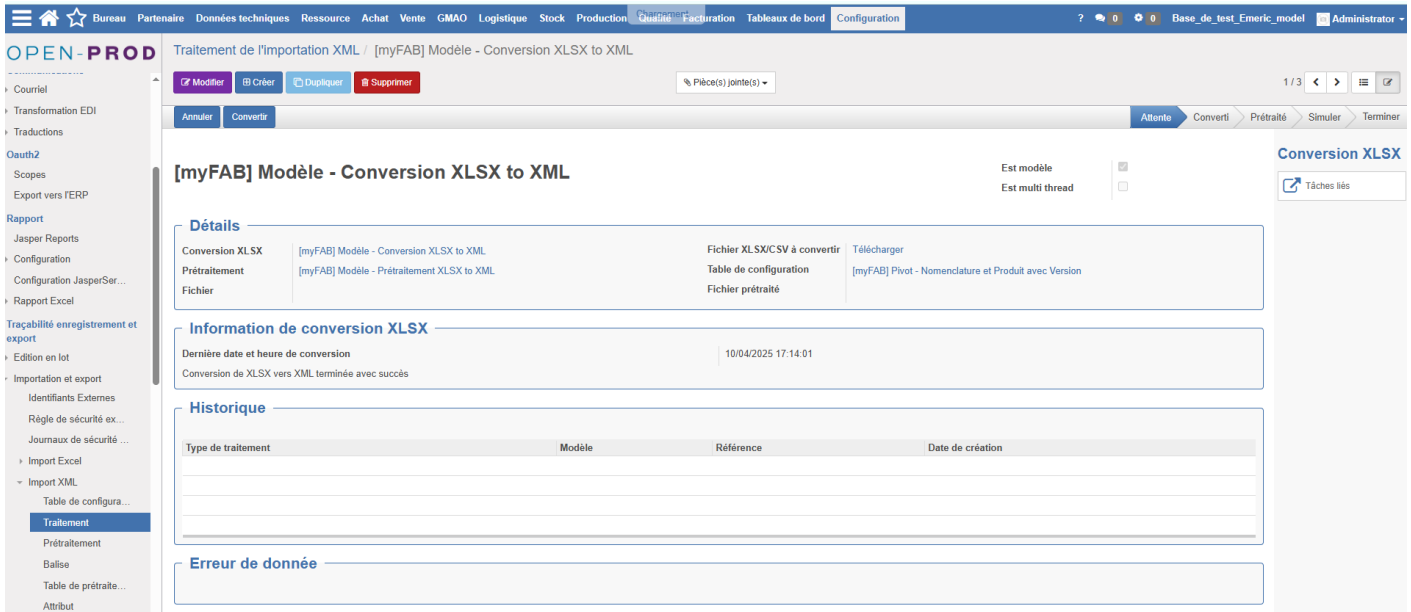 Bureau Partenaire Données techniques Ressource Achat Vente GMAO Logistique Stock Production Qualité Facturation Tableaux de bord Configuration ? 0 0 Base_de_test_Emeric_model Administrator
Chargement
OPEN-PROD
Traitement de l'importation XML / [myFAB] Modèle - Conversion XLSX to XML
Modifier Créer Dupliquer Supprimer Pièce(s) jointe(s) 1 / 3
Annuler Convertir Attente Converti Prétraité Simuler Terminer
Courriel
Transformation EDI
Traductions
Oauth2
Scopes
Export vers l'ERP
Rapport
Jasper Reports
Configuration
Configuration JasperSer...
Rapport Excel
Traçabilité enregistrement et
export
Edition en lot
Importation et export
Identifiants Externes
Règle de sécurité ex...
Journaux de sécurité ...
Import Excel
Import XML
Table de configura...
Traitement
Prétraitement
Balise
Table de prétraite...
Attribut
[myFAB] Modèle - Conversion XLSX to XML
Est modèle
Est multi thread
Conversion XLSX
Tâches liés
Détails
Conversion XLSX [myFAB] Modèle - Conversion XLSX to XML Fichier XLSX/CSV à convertir Télécharger
Prétraitement [myFAB] Modèle - Prétraitement XLSX to XML Table de configuration [myFAB] Pivot - Nomenclature et Produit avec Version
Fichier Fichier prétraité
Information de conversion XLSX
Dernière date et heure de conversion 10/04/2025 17:14:01
Conversion de XLSX vers XML terminée avec succès
Historique
Type de traitement Modèle Référence Date de création
Erreur de donnée